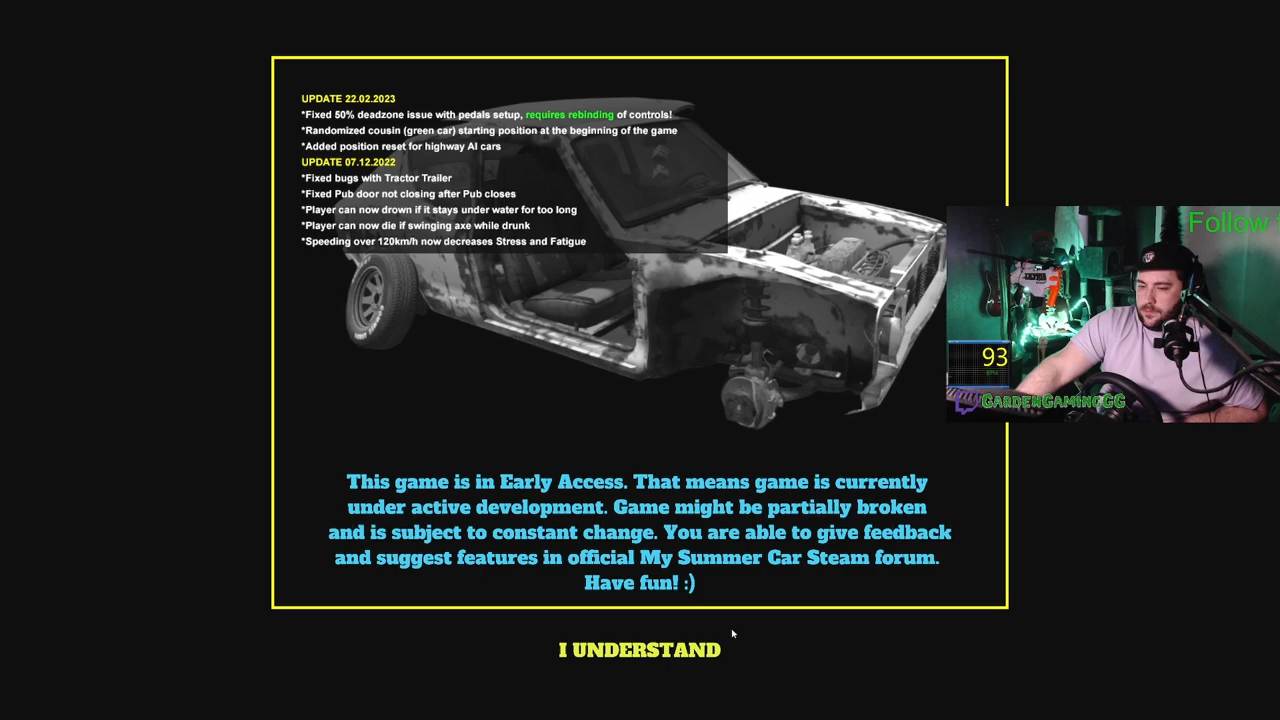 UPDATE 22.02.2023
*Fixed 50% deadzone issue with pedals setup, requires rebinding of controls!
*Randomized cousin (green car) starting position at the beginning of the game
*Added position reset for highway AI cars
UPDATE 07.12.2022
*Fixed bugs with Tractor Trailer
*Fixed Pub door not closing after Pub closes
*Player can now drown if it stays under water for too long
*Player can now die if swinging axe while drunk
*Speeding over 120km/h now decreases Stress and Fatigue
Follow
93
GardenGamingGG
This game is in Early Access. That means game is currently
under active development. Game might be partially broken
and is subject to constant change. You are able to give feedback
and suggest features in official My Summer Car Steam forum.
Have fun! :)
I UNDERSTAND